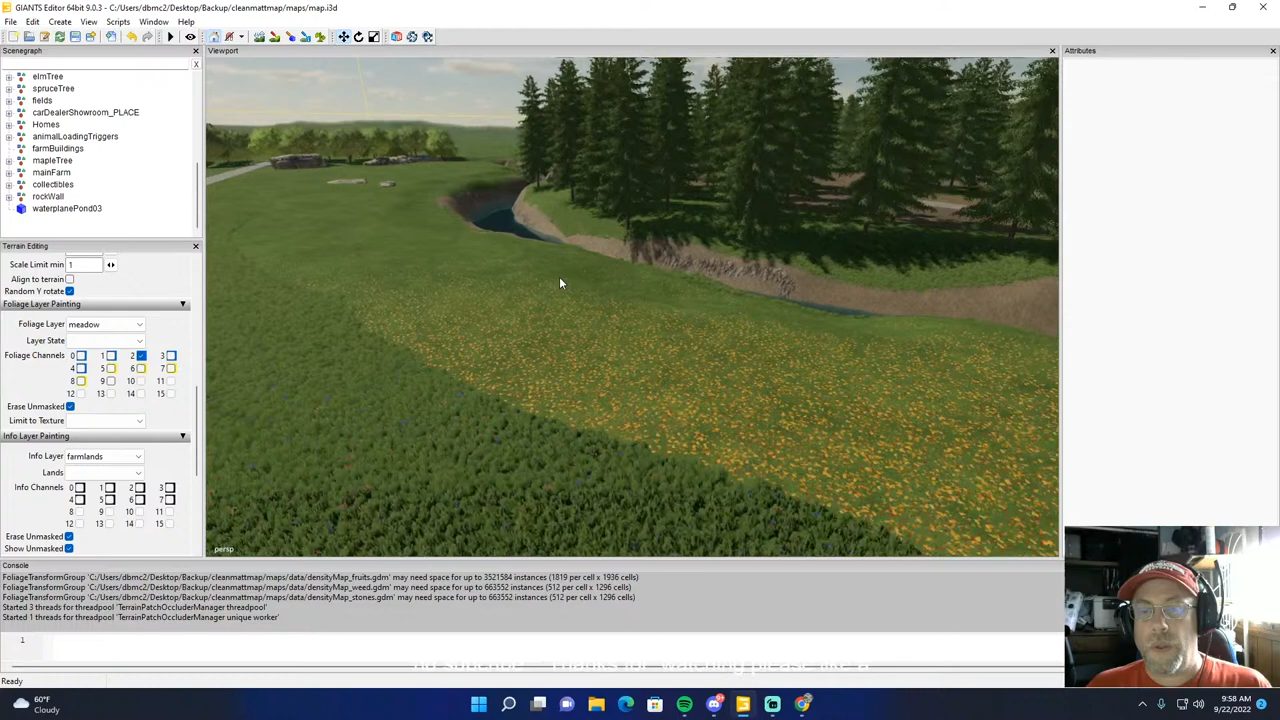 GIANTS Editor 64bit 9.0.3 - C:/Users/dbmc2/Desktop/Backup/cleanmattmap/maps/map.i3d
File Edit Create View Scripts Window Help
Scenegraph
X
elmTree
spruceTree
fields
carDealerShowroom_PLACE
Homes
animalLoadingTriggers
farmBuildings
mapleTree
mainFarm
collectibles
rockWall
waterplanePond03
Terrain Editing
Scale Limit min 1
Align to terrain
Random Y rotate
Foliage Layer Painting
Foliage Layer meadow
Layer State
Foliage Channels 0 1 2 3
4 5 6 7
8 9 10 11
12 13 14 15
Erase Unmasked
Limit to Texture
Info Layer Painting
Info Layer farmlands
Lands
Info Channels 0 1 2 3
4 5 6 7
8 9 10 11
12 13 14 15
Erase Unmasked
Show Unmasked
Viewport
persp
Attributes
Console
FoliageTransformGroup 'C:/Users/dbmc2/Desktop/Backup/cleanmattmap/maps/data/densityMap_fruits.gdm' may need space for up to 3521584 instances (1819 per cell x 1936 cells)
FoliageTransformGroup 'C:/Users/dbmc2/Desktop/Backup/cleanmattmap/maps/data/densityMap_weed.gdm' may need space for up to 663552 instances (512 per cell x 1296 cells)
FoliageTransformGroup 'C:/Users/dbmc2/Desktop/Backup/cleanmattmap/maps/data/densityMap_stones.gdm' may need space for up to 663552 instances (512 per cell x 1296 cells)
Started 3 threads for threadpool 'TerrainPatchOccluderManager threadpool'
Started 1 threads for threadpool 'TerrainPatchOccluderManager unique worker'
1
Thanks for watching please like a
Ready
60°F
Cloudy
9:58 AM
9/22/2022